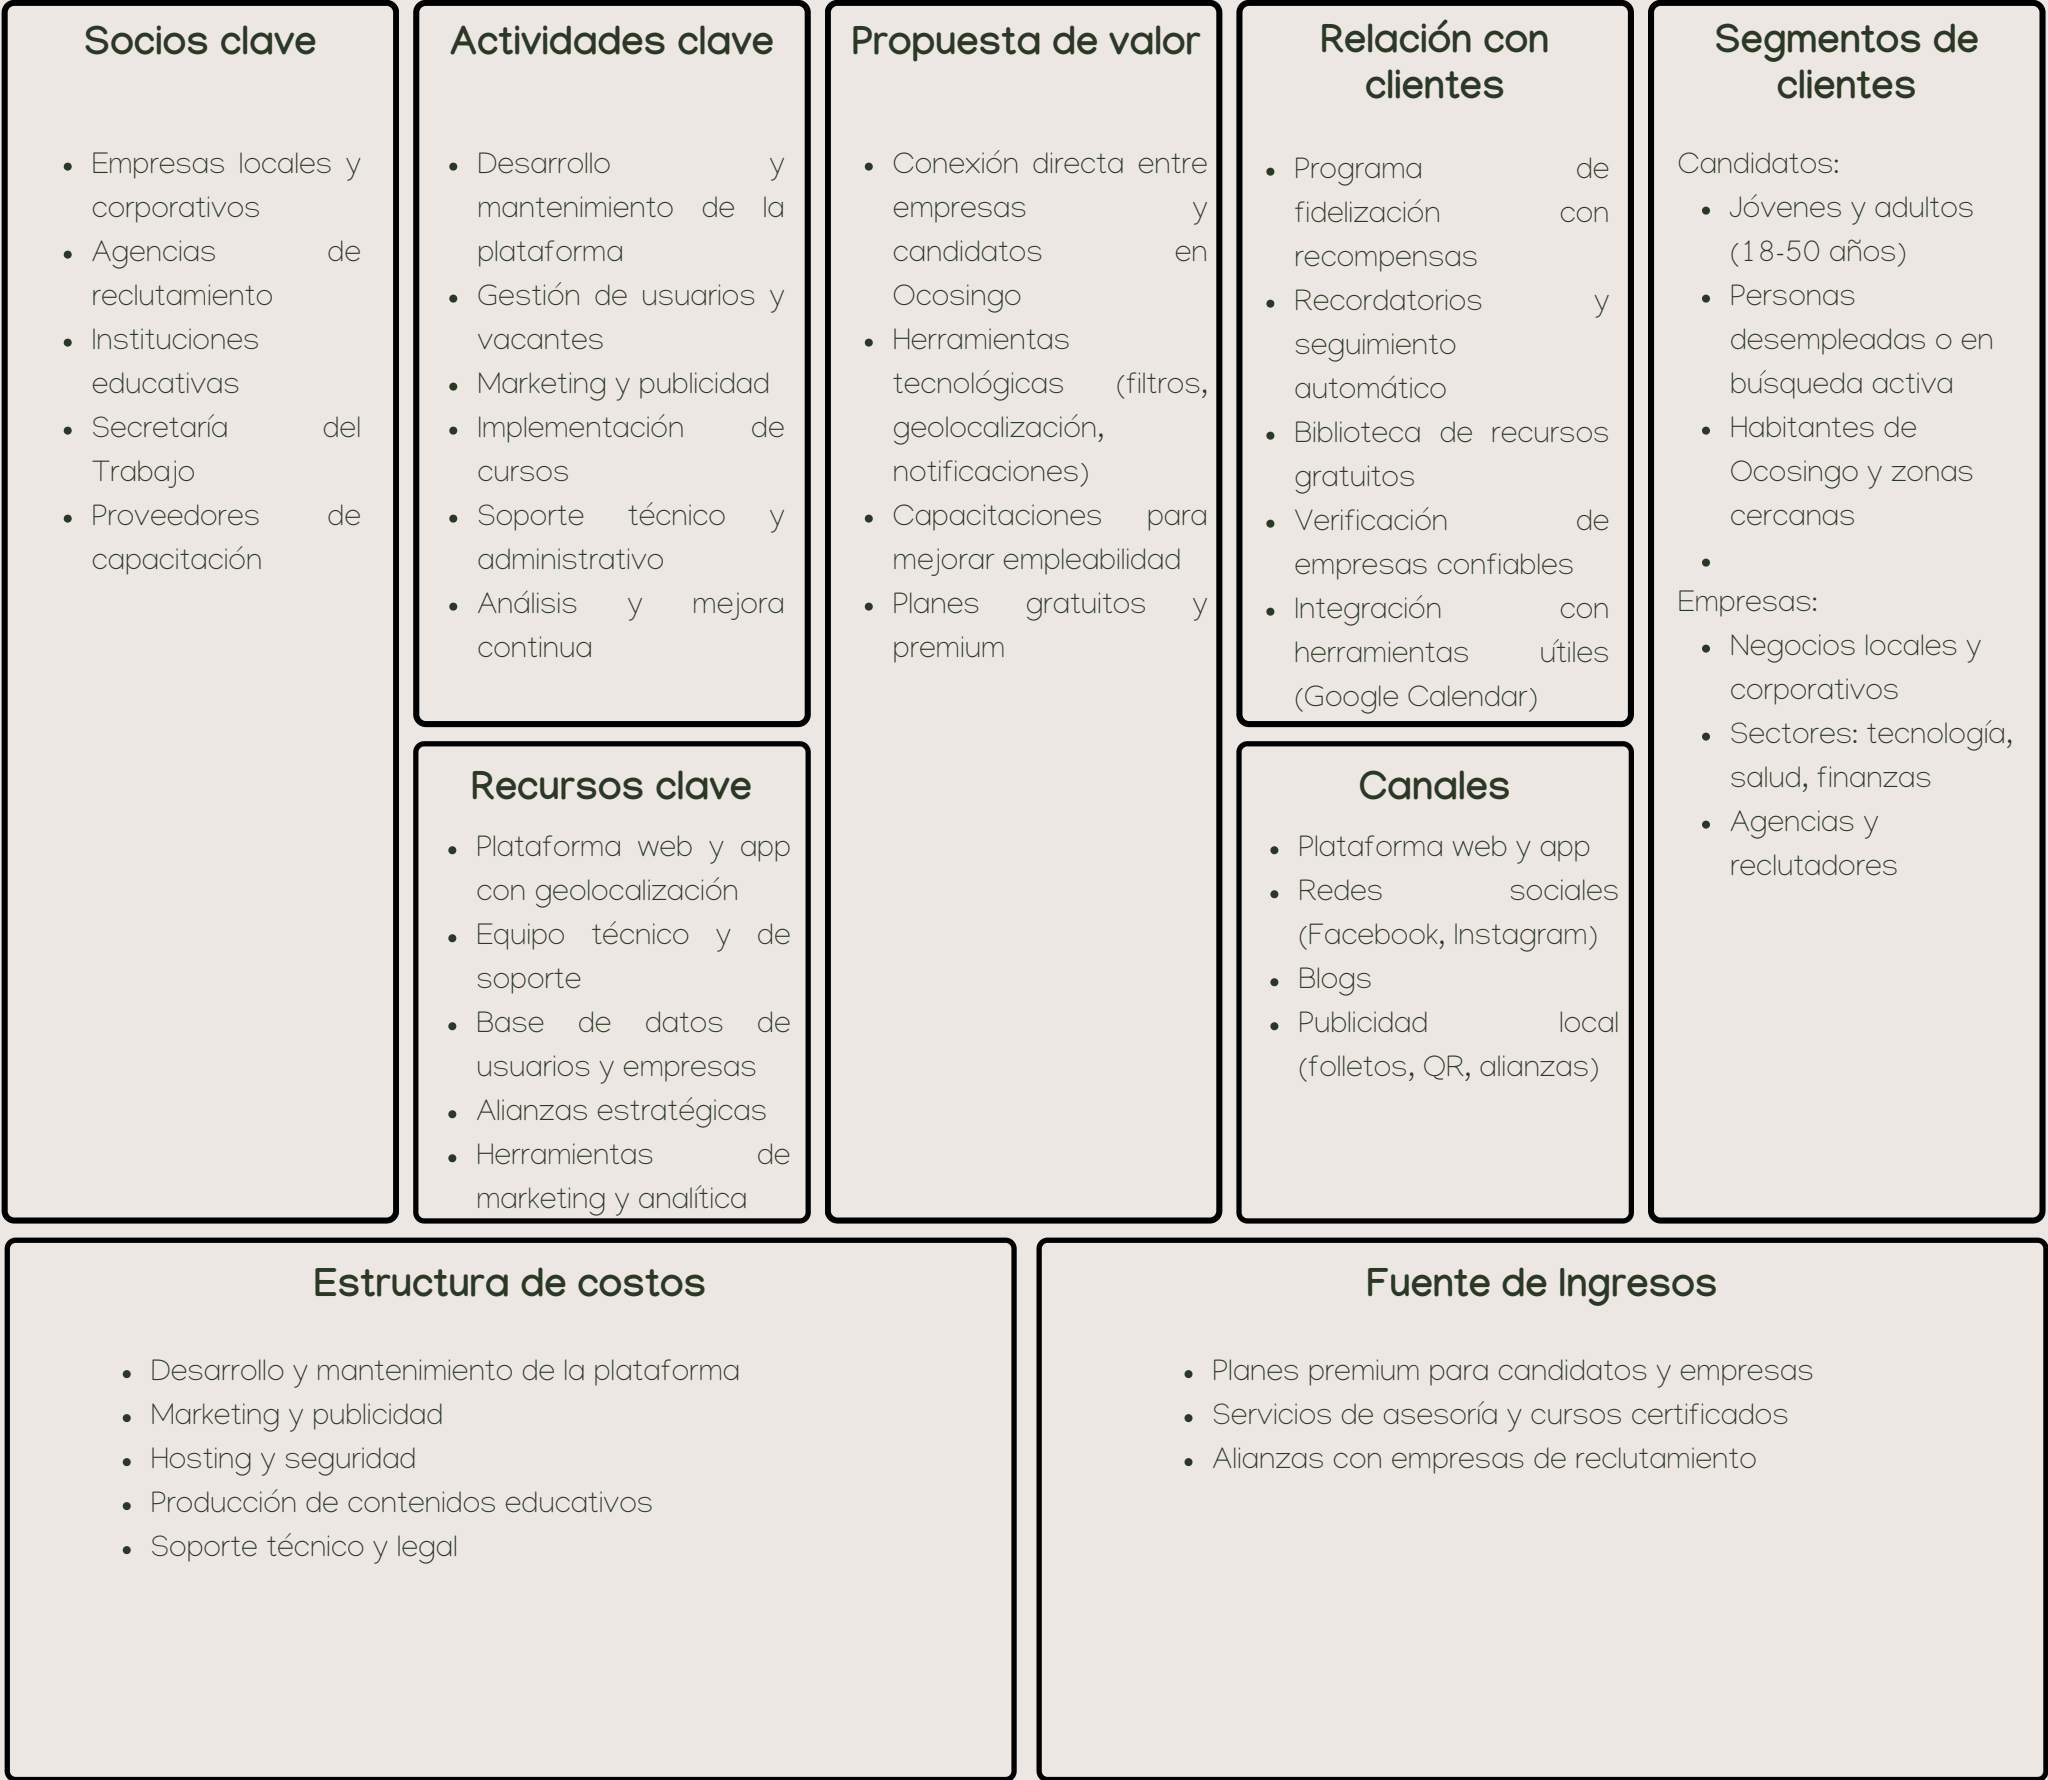 Socios clave
Empresas locales y
corporativos
Agencias de
reclutamiento
Instituciones
educativas
Secretaría del
Trabajo
Proveedores de
capacitación
Actividades clave
Desarrollo y
mantenimiento de la
plataforma
Gestión de usuarios y
vacantes
Marketing y publicidad
Implementación de
cursos
Soporte técnico y
administrativo
Análisis y mejora
continua
Recursos clave
Plataforma web y app
con geolocalización
Equipo técnico y de
soporte
Base de datos de
usuarios y empresas
Alianzas estratégicas
Herramientas de
marketing y analítica
Propuesta de valor
Conexión directa entre
empresas y
candidatos en
Ocosingo
Herramientas
tecnológicas (filtros,
geolocalización,
notificaciones)
Capacitaciones para
mejorar empleabilidad
Planes gratuitos y
premium
Relación con
clientes
Programa de
fidelización con
recompensas
Recordatorios y
seguimiento
automático
Biblioteca de recursos
gratuitos
Verificación de
empresas confiables
Integración con
herramientas útiles
(Google Calendar)
Canales
Plataforma web y app
Redes sociales
(Facebook, Instagram)
Blogs
Publicidad local
(folletos, QR, alianzas)
Segmentos de
clientes
Candidatos:
Jóvenes y adultos
(18-50 años)
Personas
desempleadas o en
búsqueda activa
Habitantes de
Ocosingo y zonas
cercanas
Empresas:
Negocios locales y
corporativos
Sectores: tecnología,
salud, finanzas
Agencias y
reclutadores
Estructura de costos
Desarrollo y mantenimiento de la plataforma
Marketing y publicidad
Hosting y seguridad
Producción de contenidos educativos
Soporte técnico y legal
Fuente de Ingresos
Planes premium para candidatos y empresas
Servicios de asesoría y cursos certificados
Alianzas con empresas de reclutamiento